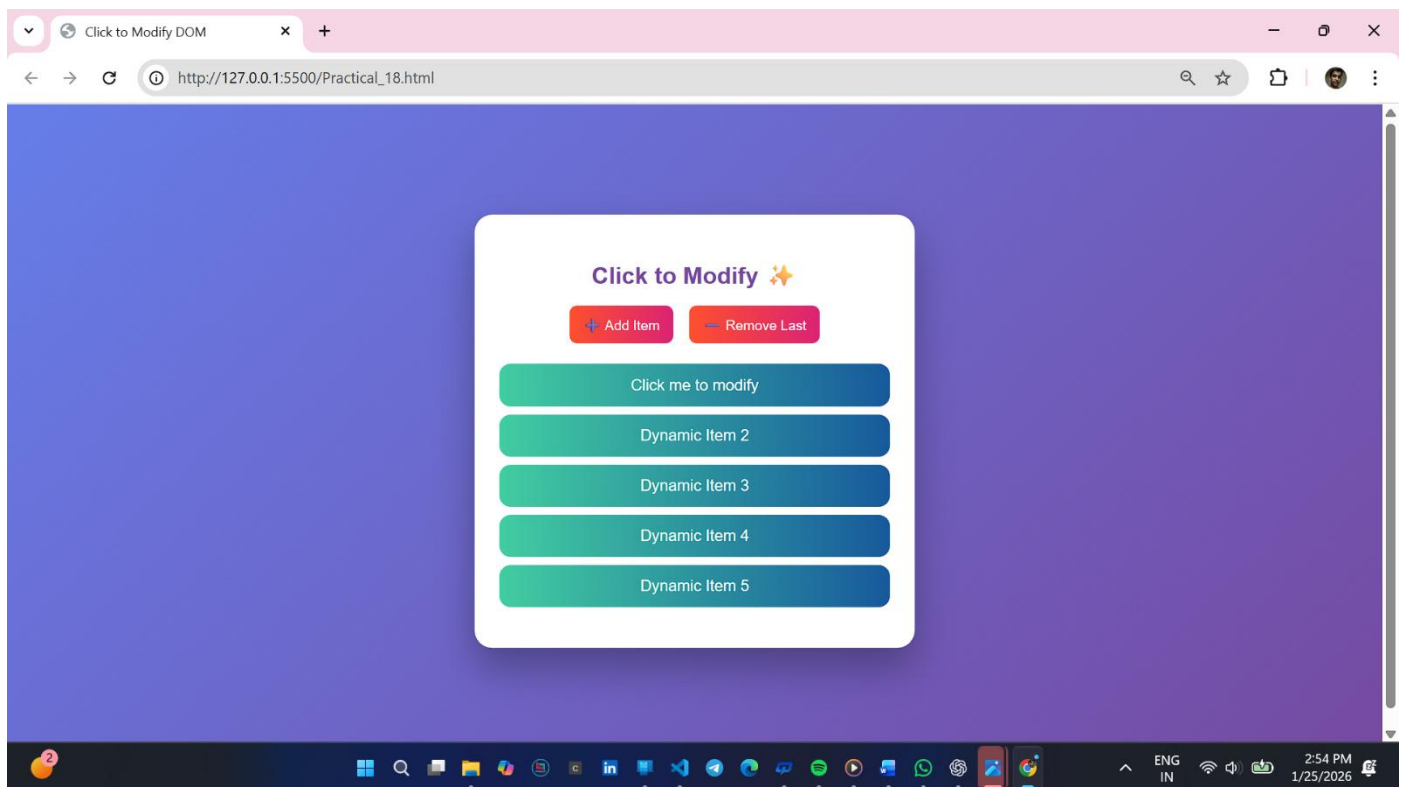 Click to Modify DOM
http://127.0.0.1:5500/Practical_18.html
Click to Modify ✨
➕ Add Item ➖ Remove Last
Click me to modify
Dynamic Item 2
Dynamic Item 3
Dynamic Item 4
Dynamic Item 5
2
C
in
ENG
IN
2:54 PM
1/25/2026